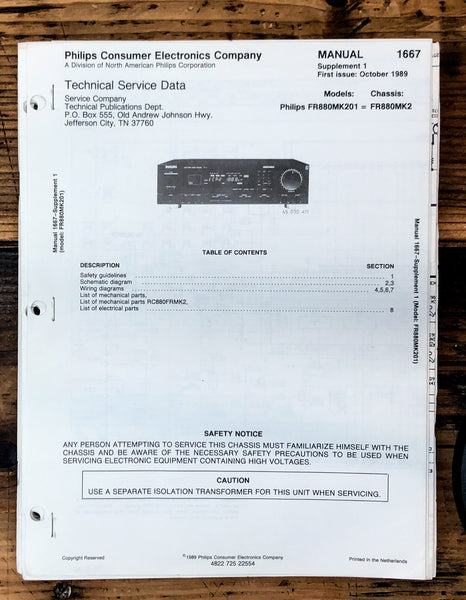 Philips Consumer Electronics Company
A Division of North American Philips Corporation
MANUAL 1667
Supplement 1
First issue: October 1989
Technical Service Data
Service Company
Technical Publications Dept.
P.O. Box 555, Old Andrew Johnson Hwy.
Jefferson City, TN 37760
Models: Chassis:
Philips FR880MK201 = FR880MK2
Manual 1667–Supplement 1
(model: FR880MK201)
TABLE OF CONTENTS
DESCRIPTION SECTION
Safety guidelines 1
Schematic diagram 2,3
Wiring diagrams 4,5,6,7
List of mechanical parts,
List of mechanical parts RC880FRMK2,
List of electrical parts 8
Manual 1667–Supplement 1 (Model: FR880MK201)
SAFETY NOTICE
ANY PERSON ATTEMPTING TO SERVICE THIS CHASSIS MUST FAMILIARIZE HIMSELF WITH THE
CHASSIS AND BE AWARE OF THE NECESSARY SAFETY PRECAUTIONS TO BE USED WHEN
SERVICING ELECTRONIC EQUIPMENT CONTAINING HIGH VOLTAGES.
CAUTION
USE A SEPARATE ISOLATION TRANSFORMER FOR THIS UNIT WHEN SERVICING.
Copyright Reserved
©1989 Philips Consumer Electronics Company
4822 725 22554
Printed in the Netherlands